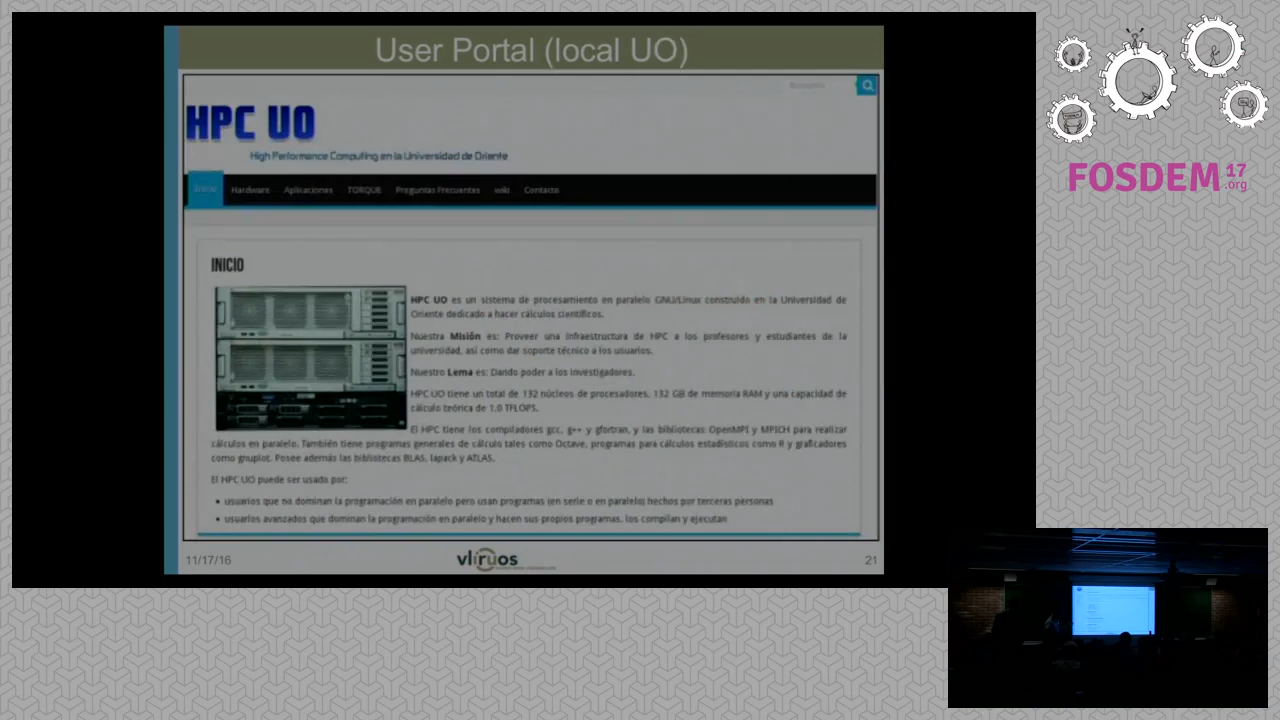 User Portal (local UO)
Búsqueda
HPC UO
High Performance Computing en la Universidad de Oriente
Inicio Hardware Aplicaciones TORQUE Preguntas Frecuentes wiki Contacto
INICIO
HPC UO es un sistema de procesamiento en paralelo GNU/Linux construido en la Universidad de
Oriente dedicado a hacer cálculos científicos.
Nuestra Misión es: Proveer una infraestructura de HPC a los profesores y estudiantes de la
universidad, así como dar soporte técnico a los usuarios.
Nuestro Lema es: Dando poder a los investigadores.
HPC UO tiene un total de 132 núcleos de procesadores, 132 GB de memoria RAM y una capacidad de
cálculo teórica de 1,0 TFLOPS.
El HPC tiene los compiladores gcc, g++ y gfortran, y las bibliotecas OpenMPI y MPICH para realizar
cálculos en paralelo. También tiene programas generales de cálculo tales como Octave, programas para cálculos estadísticos como R y graficadores
como gnuplot. Posee además las bibliotecas BLAS, lapack y ATLAS.
El HPC UO puede ser usado por:
• usuarios que no dominan la programación en paralelo pero usan programas (en serie o en paralelo) hechos por terceras personas
• usuarios avanzados que dominan la programación en paralelo y hacen sus propios programas, los compilan y ejecutan
11/17/16
vliruos
21
FOSDEM 17
.org